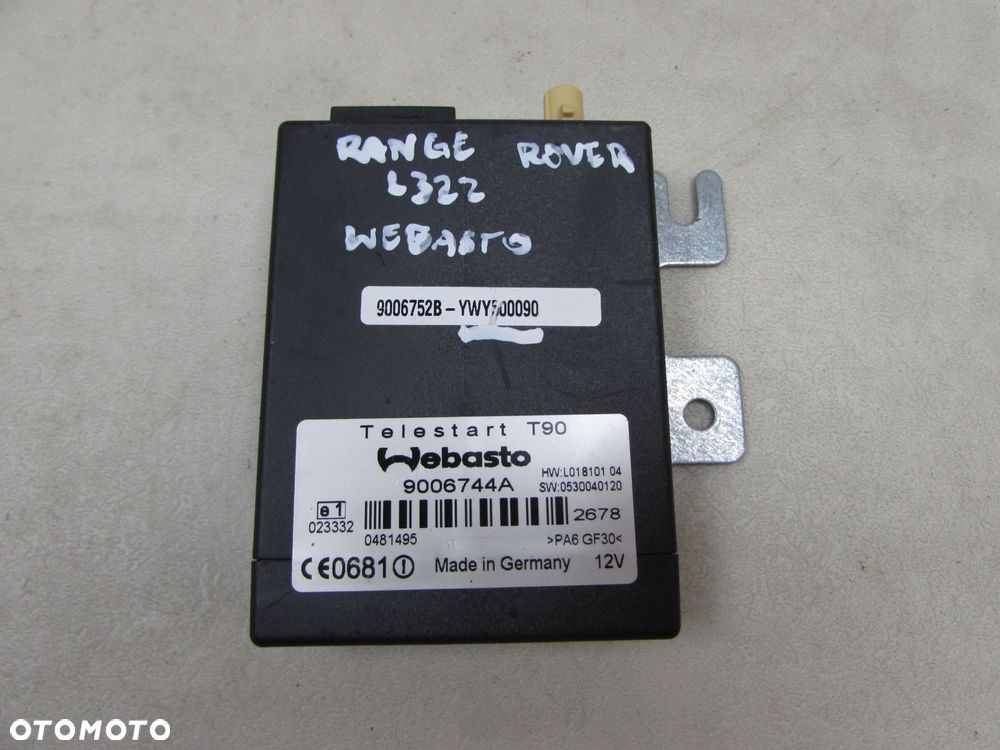 RANGE ROVER
L322
WEBASTO
9006752B - YWY500090
Telestart T90
Webasto
9006744A
HW:L018101 04
SW:0530040120
e1
023332
2678
0481495
>PA6 GF30<
CE0681
Made in Germany 12V
OTOMOTO